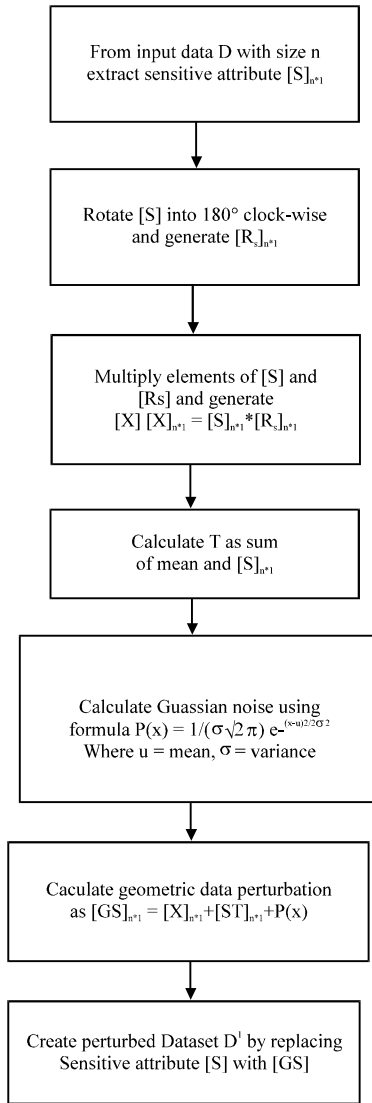 From input data D with size n
extract sensitive attribute [S]ₙ*₁
Rotate [S] into 180° clock-wise
and generate [Rₛ]ₙ*₁
Multiply elements of [S] and
[Rs] and generate
[X] [X]ₙ*₁ = [S]ₙ*₁*[Rₛ]ₙ*₁
Calculate T as sum
of mean and [S]ₙ*₁
Calculate Guassian noise using
formula P(x) = 1/(σ√2π) e-⁽ˣ⁻ᵘ⁾²/²σ ²
Where u = mean, σ = variance
Caculate geometric data perturbation
as [GS]ₙ*₁ = [X]ₙ*₁+[ST]ₙ*₁+P(x)
Create perturbed Dataset D¹ by replacing
Sensitive attribute [S] with [GS]